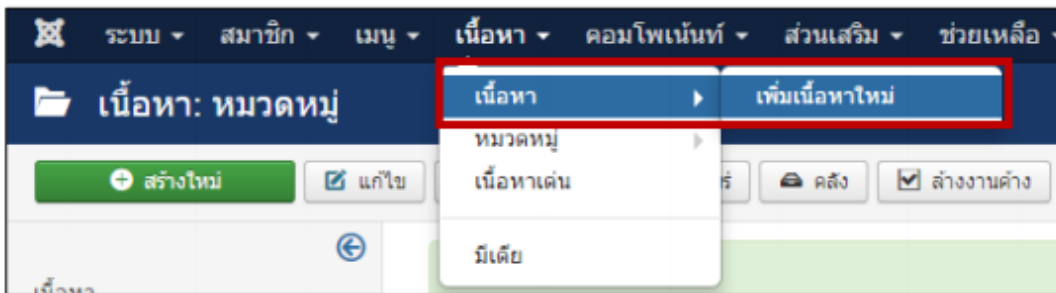 ระบบ สมาชิก เมนู เนื้อหา คอมโพเน้นท์ ส่วนเสริม ช่วยเหลือ
เนื้อหา: หมวดหมู่
เนื้อหา เพิ่มเนื้อหาใหม่
หมวดหมู่
เนื้อหาเด่น
มีเดีย
สร้างใหม่ แก้ไข คลัง ล้างงานค้าง
เนื้อหา